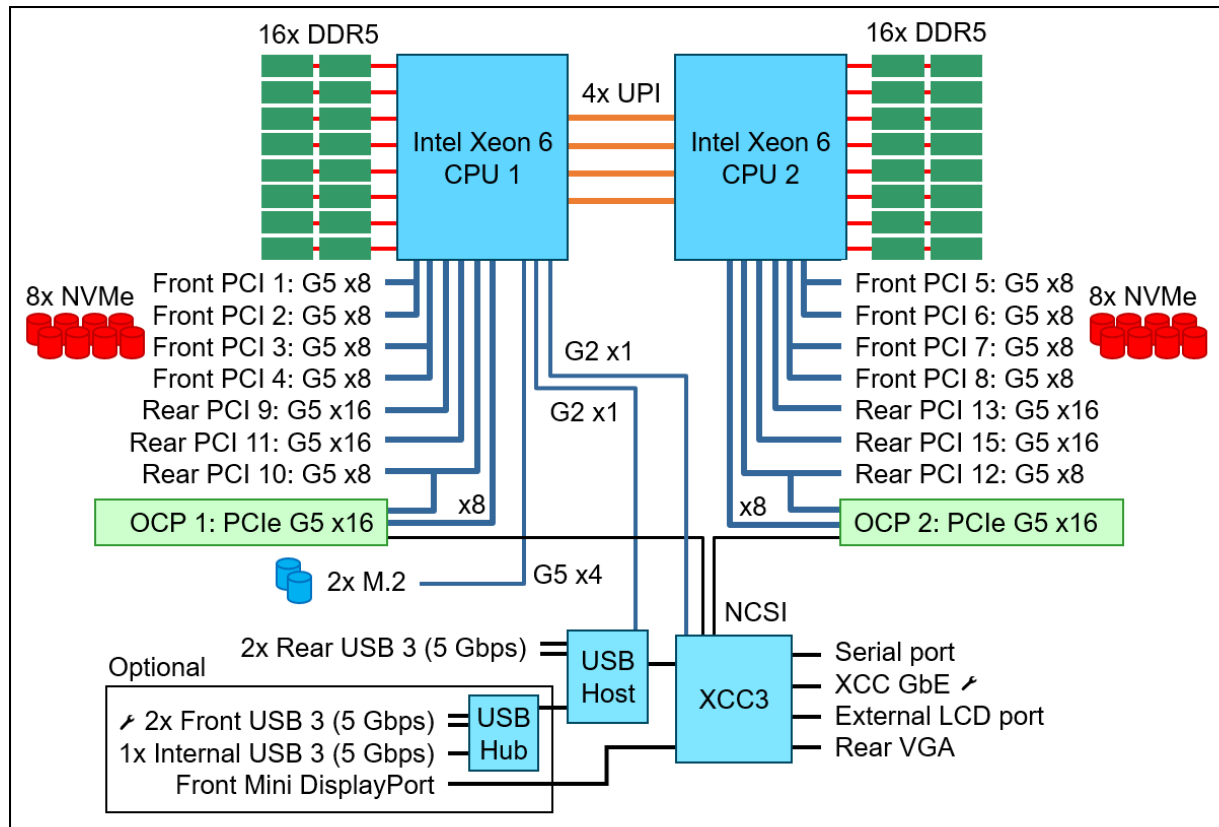 16x DDR5
16x DDR5
4x UPI
Intel Xeon 6
CPU 1
Intel Xeon 6
CPU 2
8x NVMe
Front PCI 1: G5 x8
Front PCI 2: G5 x8
Front PCI 3: G5 x8
Front PCI 4: G5 x8
Rear PCI 9: G5 x16
Rear PCI 11: G5 x16
Rear PCI 10: G5 x8
OCP 1: PCIe G5 x16
x8
G2 x1
G2 x1
Front PCI 5: G5 x8
Front PCI 6: G5 x8
Front PCI 7: G5 x8
Front PCI 8: G5 x8
Rear PCI 13: G5 x16
Rear PCI 15: G5 x16
Rear PCI 12: G5 x8
OCP 2: PCIe G5 x16
x8
8x NVMe
2x M.2
G5 x4
NCSI
2x Rear USB 3 (5 Gbps)
USB
Host
XCC3
Serial port
XCC GbE
External LCD port
Rear VGA
Optional
2x Front USB 3 (5 Gbps)
1x Internal USB 3 (5 Gbps)
USB
Hub
Front Mini DisplayPort